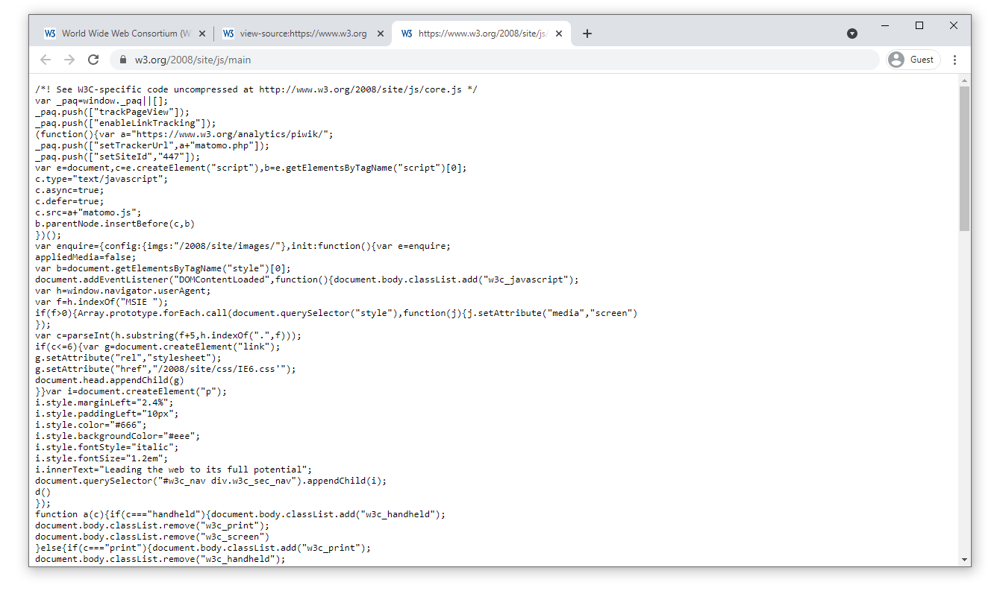 W3 World Wide Web Consortium (W
W3 view-source:https://www.w3.org
W3 https://www.w3.org/2008/site/js/
w3.org/2008/site/js/main
Guest
/*! See W3C-specific code uncompressed at http://www.w3.org/2008/site/js/core.js */
var _paq=window._paq||[];
_paq.push(["trackPageView"]);
_paq.push(["enableLinkTracking"]);
(function(){var a="https://www.w3.org/analytics/piwik/";
_paq.push(["setTrackerUrl",a+"matomo.php"]);
_paq.push(["setSiteId","447"]);
var e=document,c=e.createElement("script"),b=e.getElementsByTagName("script")[0];
c.type="text/javascript";
c.async=true;
c.defer=true;
c.src=a+"matomo.js";
b.parentNode.insertBefore(c,b)
})();
var enquire={config:{imgs:"/2008/site/images/"},init:function(){var e=enquire;
appliedMedia=false;
var b=document.getElementsByTagName("style")[0];
document.addEventListener("DOMContentLoaded",function(){document.body.classList.add("w3c_javascript");
var h=window.navigator.userAgent;
var f=h.indexOf("MSIE ");
if(f>0){Array.prototype.forEach.call(document.querySelector("style"),function(j){j.setAttribute("media","screen")
});
var c=parseInt(h.substring(f+5,h.indexOf(".",f)));
if(c<=6){var g=document.createElement("link");
g.setAttribute("rel","stylesheet");
g.setAttribute("href","/2008/site/css/IE6.css'");
document.head.appendChild(g)
}}var i=document.createElement("p");
i.style.marginLeft="2.4%";
i.style.paddingLeft="10px";
i.style.color="#666";
i.style.backgroundColor="#eee";
i.style.fontStyle="italic";
i.style.fontSize="1.2em";
i.innerText="Leading the web to its full potential";
document.querySelector("#w3c_nav div.w3c_sec_nav").appendChild(i);
d()
});
function a(c){if(c==="handheld"){document.body.classList.add("w3c_handheld");
document.body.classList.remove("w3c_print");
document.body.classList.remove("w3c_screen")
}else{if(c==="print"){document.body.classList.add("w3c_print");
document.body.classList.remove("w3c_handheld");